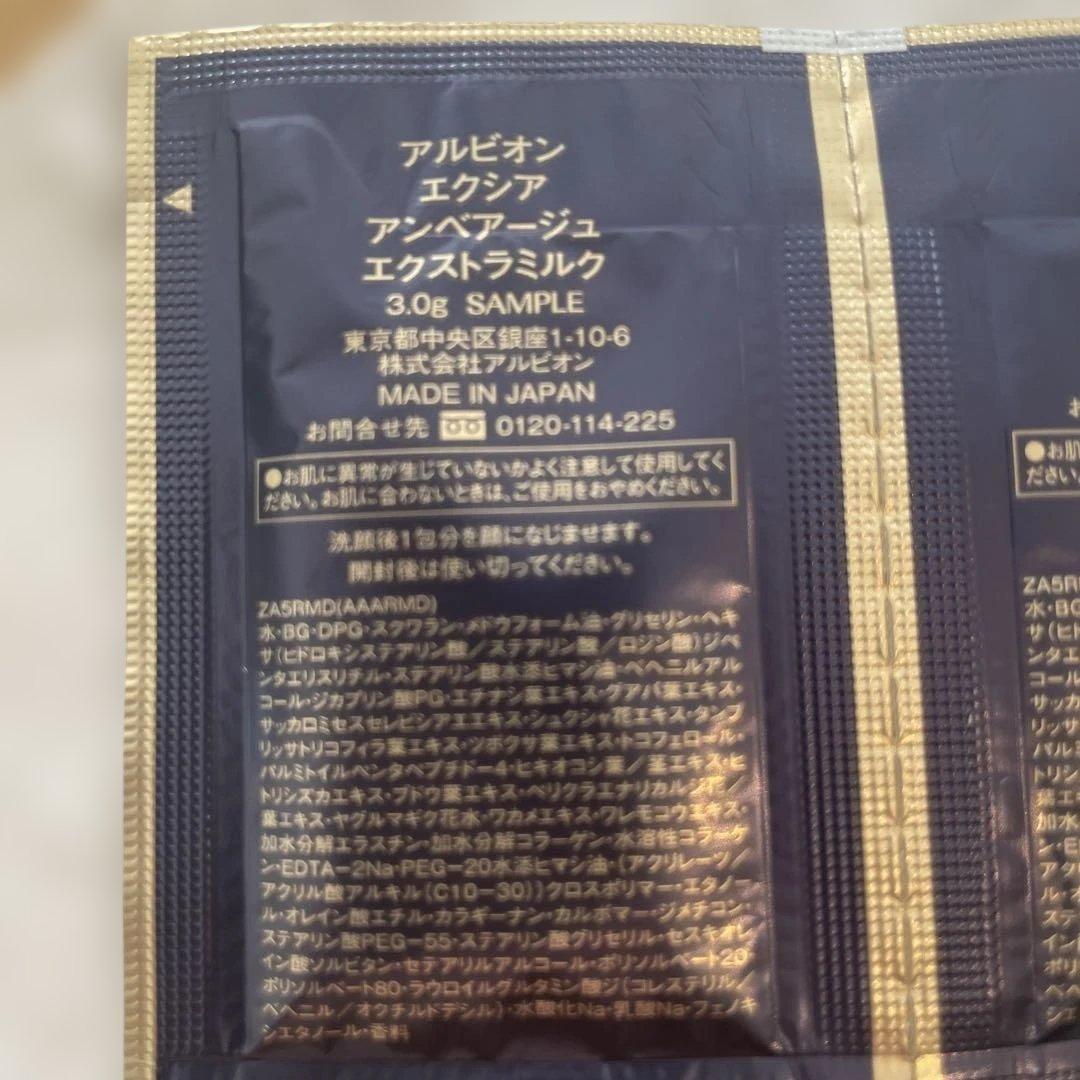 アルビオン
エクシア
アンベアージュ
エクストラミルク
3.0g SAMPLE
東京都中央区銀座1-10-6
株式会社アルビオン
MADE IN JAPAN
お問合せ先 0120-114-225
●お肌に異常が生じていないかよく注意して使用してく
ださい。お肌に合わないときは、ご使用をおやめください。
洗顔後1包分を顔になじませます。
開封後は使い切ってください。
ZA5RMD(AAARMD)
水・BG・DPG・スクワラン・メドウフォーム油・グリセリン・ヘキ
サ(ヒドロキシステアリン酸/ステアリン酸/ロジン酸)ジペ
ンタエリスリチル・ステアリン酸水添ヒマシ油・ベヘニルアル
コール・ジカプリン酸PG・エチナシ葉エキス・グアバ葉エキス・
サッカロミセスセレビシアエエキス・シュクシャ花エキス・タンブ
リッサトリコフィラ葉エキス・ツボクサ葉エキス・トコフェロール・
パルミトイルペンタペプチド-4・ヒキオコシ葉/茎エキス・ヒ
トリシズカエキス・ブドウ葉エキス・ペリクラエナリカルス花/
葉エキス・ヤグルマギク花水・ワカメエキス・ワレモコウエキス・
加水分解エラスチン・加水分解コラーゲン・水溶性コラーゲ
ン・EDTA-2Na・PEG-20水添ヒマシ油・(アクリレーツ/
アクリル酸アルキル(C10-30))クロスポリマー・エタノー
ル・オレイン酸エチル・カラギーナン・カルボマー・ジメチコン・
ステアリン酸PEG-55・ステアリン酸グリセリル・セスキオレ
イン酸ソルビタン・セテアリルアルコール・ポリソルベート20・
ポリソルベート80・ラウロイルグルタミン酸ジ(コレステリル/
ベヘニル/オクチルドデシル)・水酸化Na・乳酸Na・フェノキ
シエタノール・香料